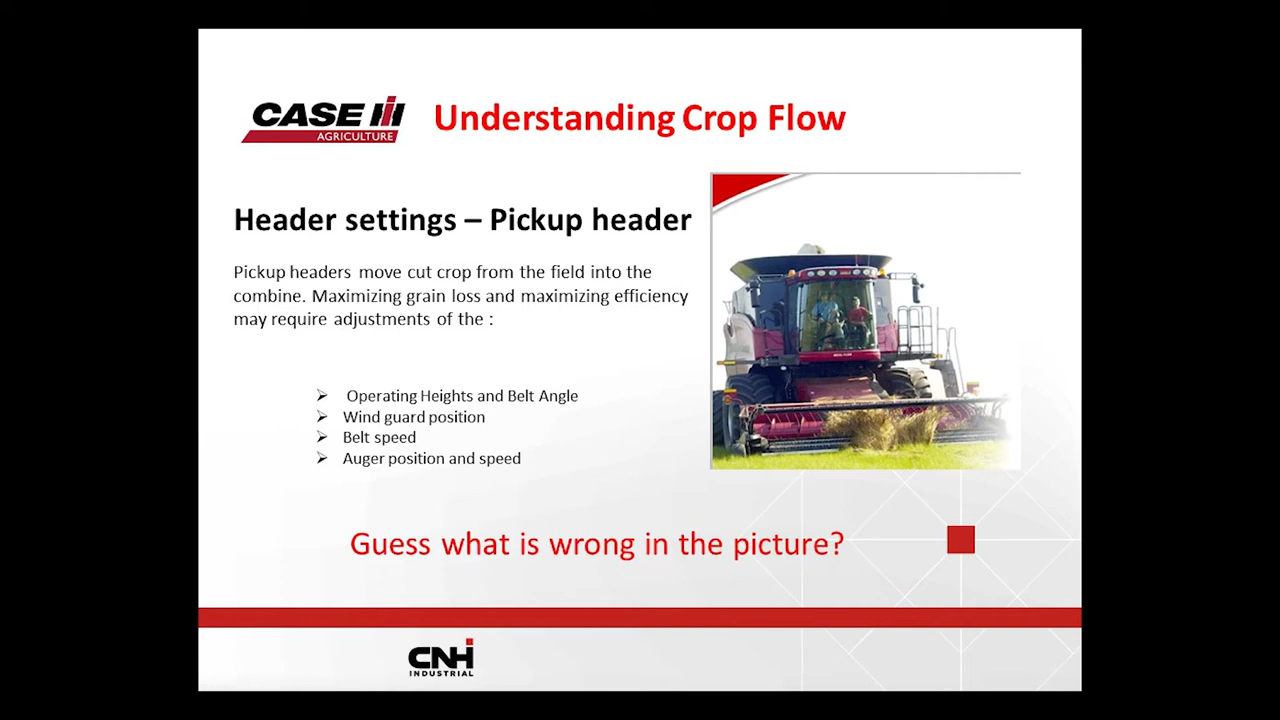 CASE IH
AGRICULTURE
Understanding Crop Flow
Header settings – Pickup header
Pickup headers move cut crop from the field into the
combine. Maximizing grain loss and maximizing efficiency
may require adjustments of the :
Operating Heights and Belt Angle
Wind guard position
Belt speed
Auger position and speed
Guess what is wrong in the picture?
CNH
INDUSTRIAL